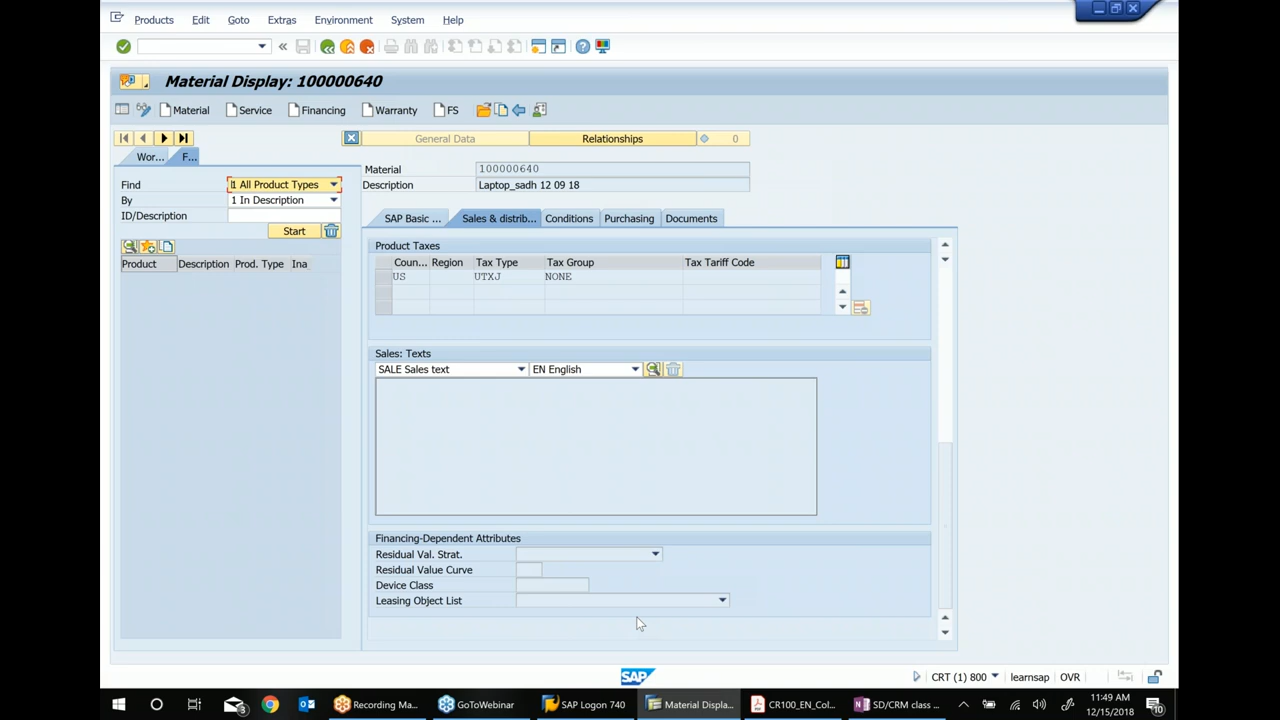 Products Edit Goto Extras Environment System Help
Material Display: 100000640
Material Service Financing Warranty FS
General Data Relationships 0
Wor... F...
Material 100000640
Description Laptop_sadh 12 09 18
Find 1 All Product Types
By 1 In Description
ID/Description
Start
Product Description Prod. Type Ina
SAP Basic ... Sales & distrib... Conditions Purchasing Documents
Product Taxes
Coun... Region Tax Type Tax Group Tax Tariff Code
US UTXJ NONE
Sales: Texts
SALE Sales text EN English
Financing-Dependent Attributes
Residual Val. Strat.
Residual Value Curve
Device Class
Leasing Object List
SAP
CRT (1) 800 learnsap OVR
Recording Ma... GoToWebinar SAP Logon 740 Material Displa... CR100_EN_Col... SD/CRM class ... 11:49 AM
12/15/2018